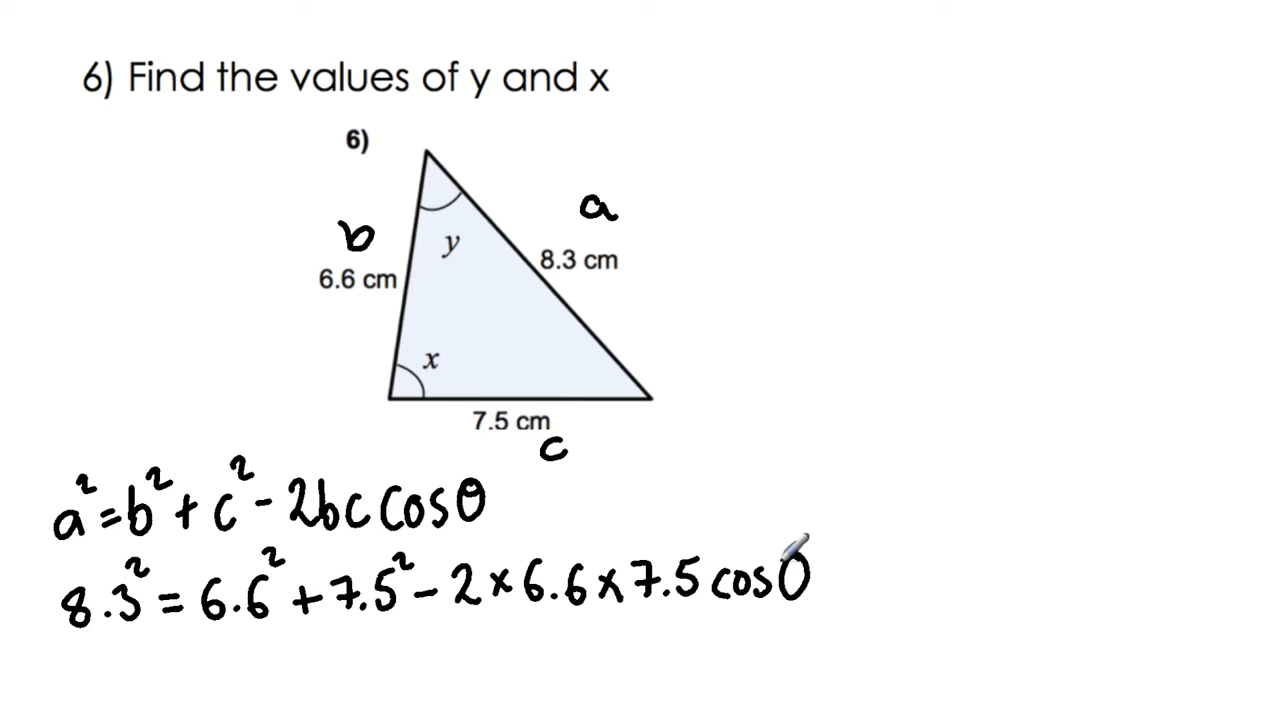 6) Find the values of y and x
6)
a
b
y
8.3 cm
6.6 cm
x
7.5 cm
c
a² = b² + c² - 2bc cosθ
8.3² = 6.6² + 7.5² - 2 × 6.6 × 7.5 cosθ